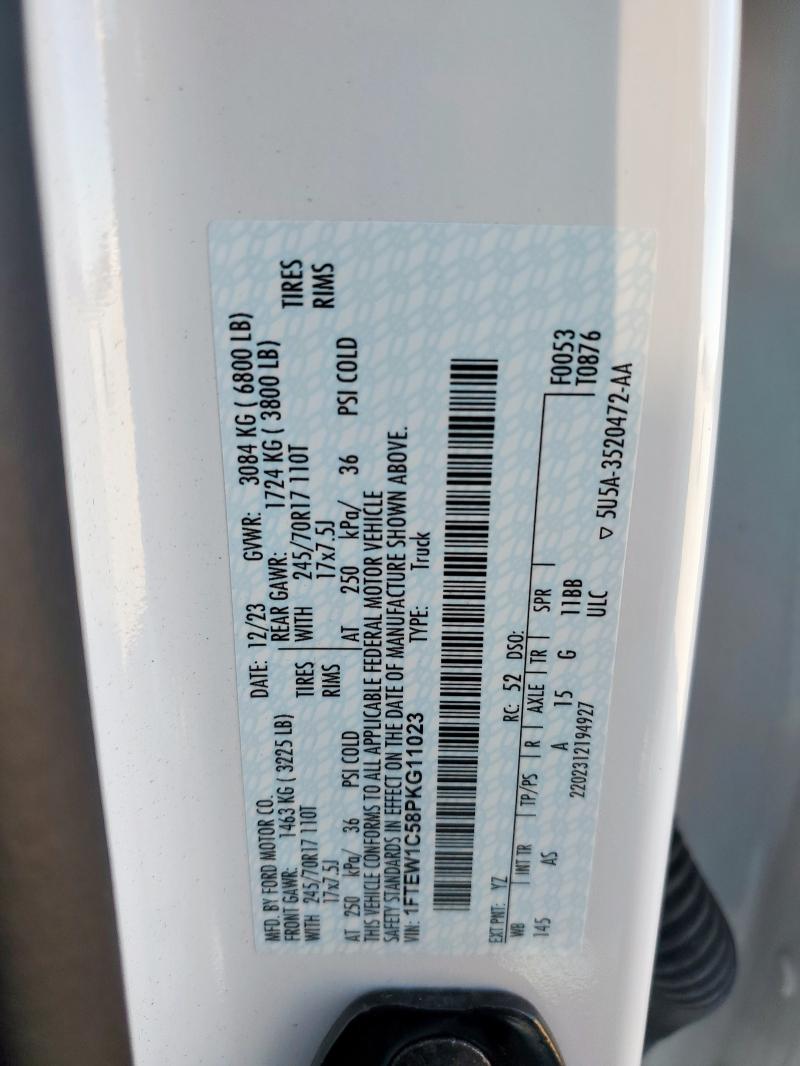 MFD. BY FORD MOTOR CO.
DATE: 12/23 GVWR: 3084 KG ( 6800 LB)
FRONT GAWR: 1463 KG ( 3225 LB) REAR GAWR: 1724 KG ( 3800 LB)
WITH 245/70R17 110T TIRES WITH 245/70R17 110T TIRES
17x7.5J RIMS 17x7.5J RIMS
AT 250 kPa/ 36 PSI COLD AT 250 kPa/ 36 PSI COLD
THIS VEHICLE CONFORMS TO ALL APPLICABLE FEDERAL MOTOR VEHICLE
SAFETY STANDARDS IN EFFECT ON THE DATE OF MANUFACTURE SHOWN ABOVE.
VIN: 1FTEW1C58PKG11023 TYPE: Truck
EXT PNT: YZ RC: 52 DSO: F0053
WB INT TR TP/PS R AXLE TR SPR T0876
145 AS A 15 G 11BB
2202312194927 ULC ▽ 5U5A-3520472-AA